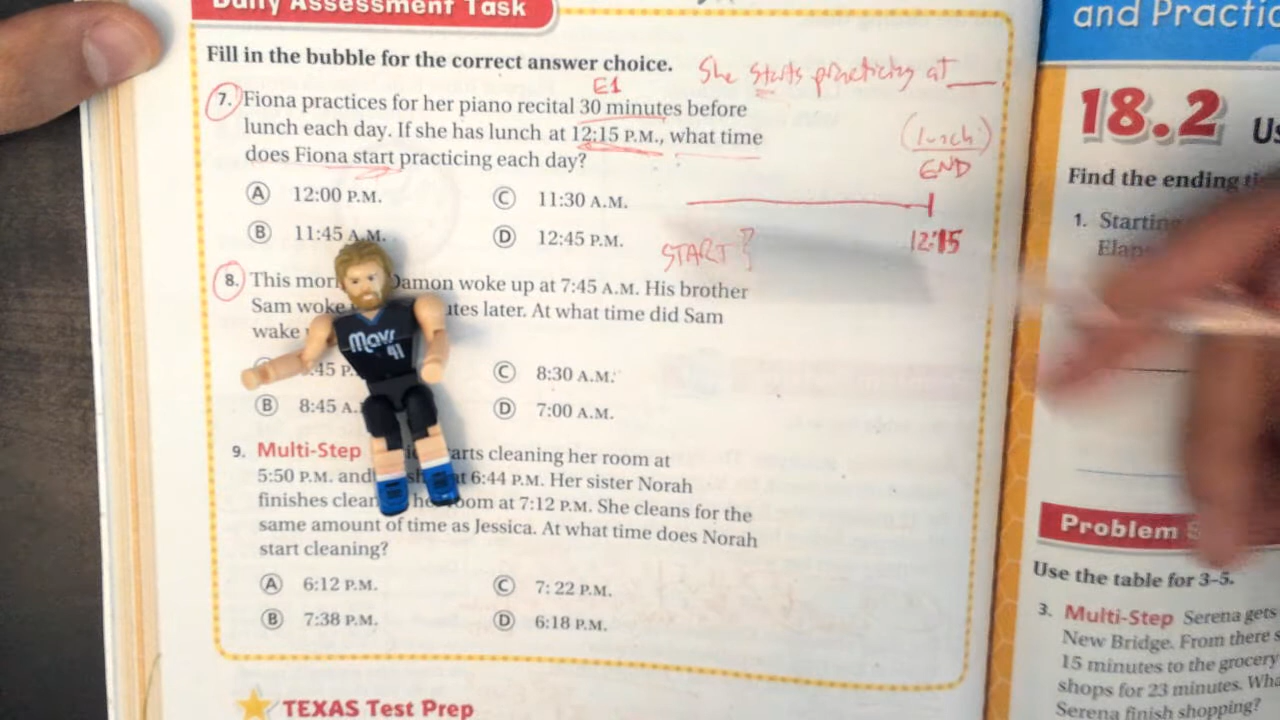 Daily Assessment Task
Fill in the bubble for the correct answer choice.
She starts practicing at
E1
7. Fiona practices for her piano recital 30 minutes before
lunch each day. If she has lunch at 12:15 P.M., what time
does Fiona start practicing each day?
(lunch)
END
A 12:00 P.M.
C 11:30 A.M.
B 11:45 A.M.
D 12:45 P.M.
START?
12:15
8. This Damon woke up at 7:45 A.M. His brother
Sam woke later. At what time did Sam
wake
C 8:30 A.M.
B 8:45 A.
D 7:00 A.M.
Mavs
41
9. Multi-Step cleaning her room at
5:50 P.M. and at 6:44 P.M. Her sister Norah
finishes room at 7:12 P.M. She cleans for the
same amount of time as Jessica. At what time does Norah
start cleaning?
A 6:12 P.M.
C 7:22 P.M.
B 7:38 P.M.
D 6:18 P.M.
TEXAS Test Prep
and
18.2
Find the ending
1. Starting
Problem
Use the table for 3–5.
3. Multi-Step Serena gets
New Bridge. From there
15 minutes to the grocery
shops for 23 minutes.
Serena finish shopping?